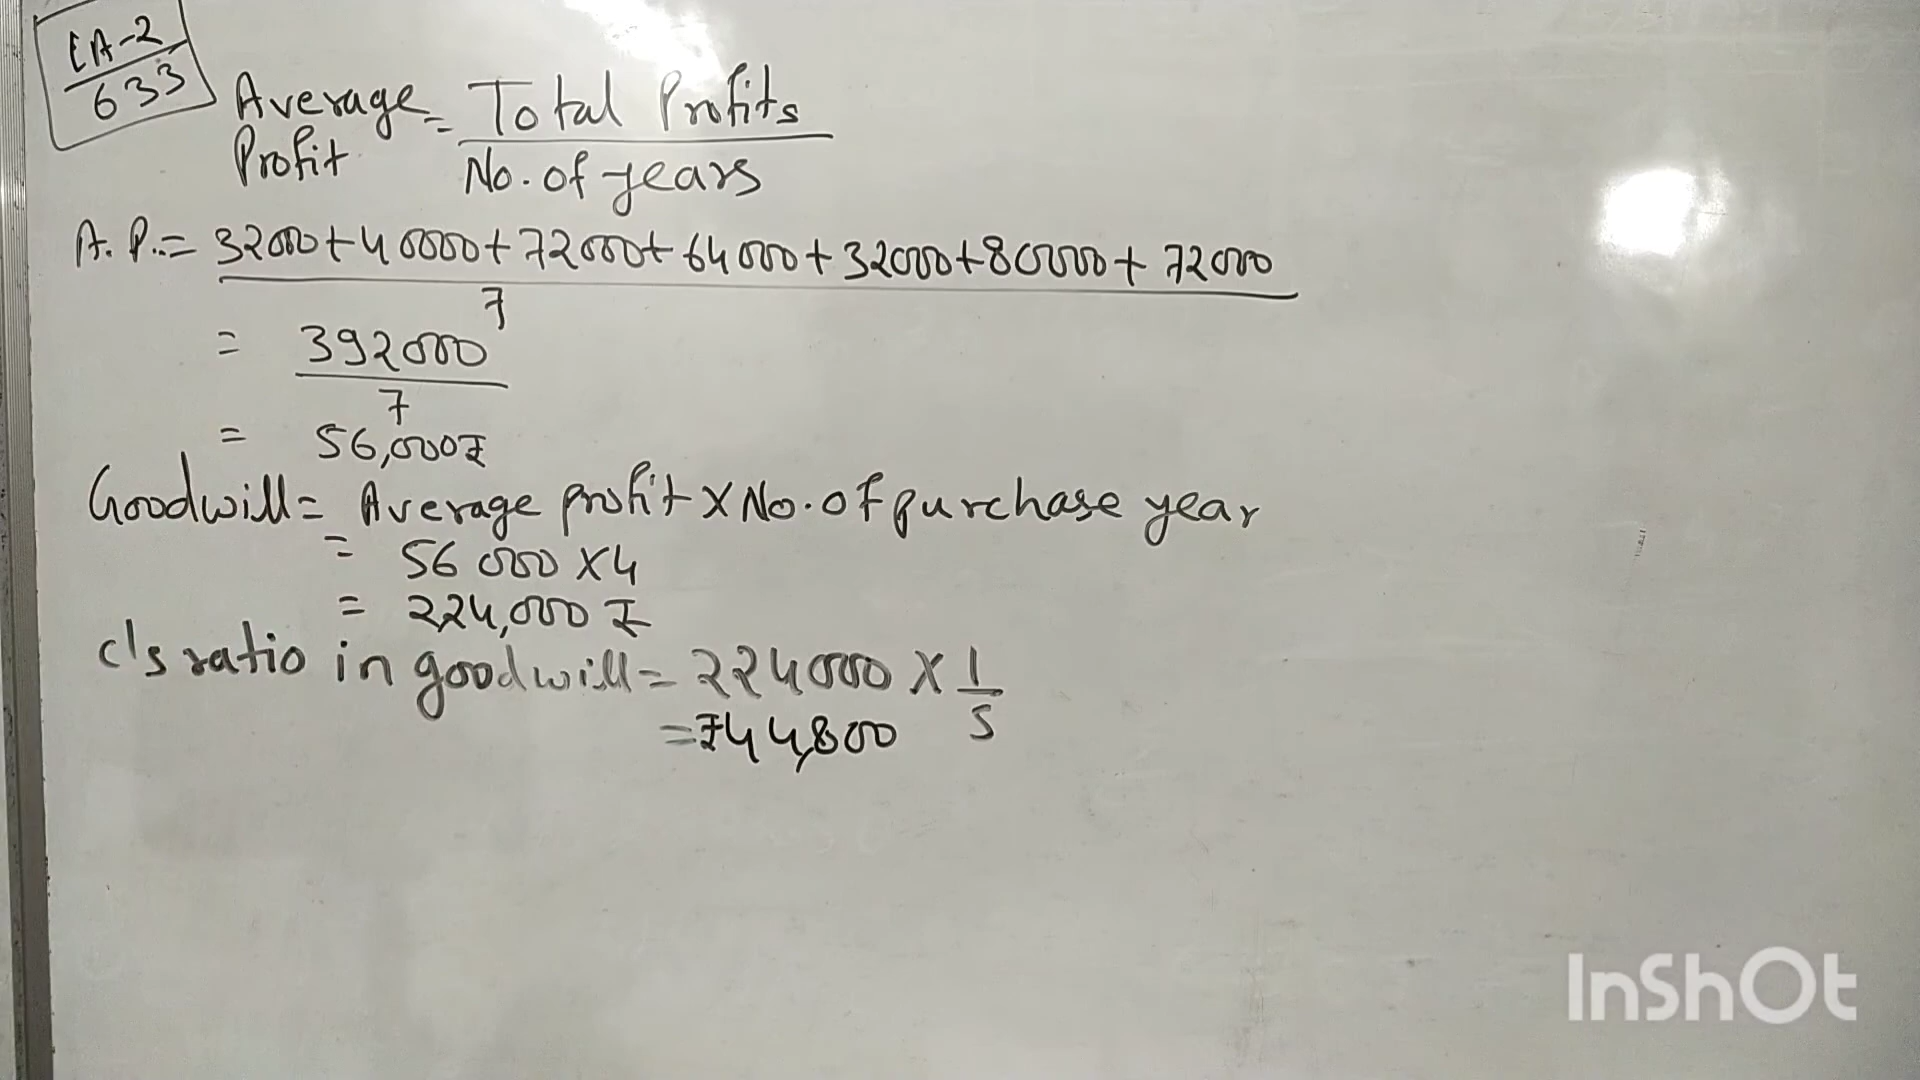 CA-2
633
Average Profit = Total Profits
No. of years
A. P. = 32000+40000+72000+64000+32000+80000+72000
7
= 392000
7
= 56,000₹
Goodwill = Average profit X No. of purchase year
= 56000 X4
= 224,000 ₹
c's ratio in goodwill = 224000 X 1
5
= ₹44,800
InShOt